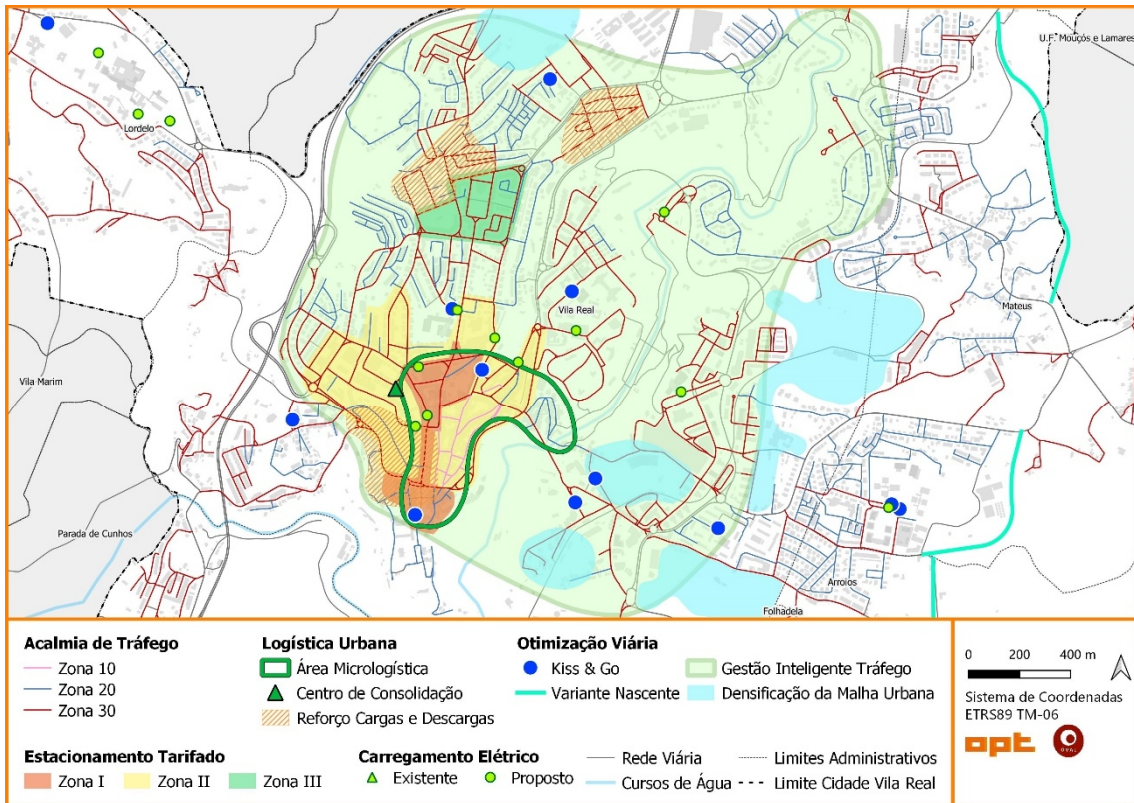 U.F. Mouçós e Lamares
Lordelo
Vila Real
Mateus
Vila Marim
Parada de Cunhos
Arroios
Folhadela
Acalmia de Tráfego
Zona 10
Zona 20
Zona 30
Logística Urbana
Área Micrologística
Centro de Consolidação
Reforço Cargas e Descargas
Otimização Viária
Kiss & Go
Variante Nascente
Gestão Inteligente Tráfego
Densificação da Malha Urbana
Estacionamento Tarifado
Zona I
Zona II
Zona III
Carregamento Elétrico
Existente
Proposto
Rede Viária
Cursos de Água
Limites Administrativos
Limite Cidade Vila Real
0 200 400 m
Sistema de Coordenadas
ETRS89 TM-06
opt